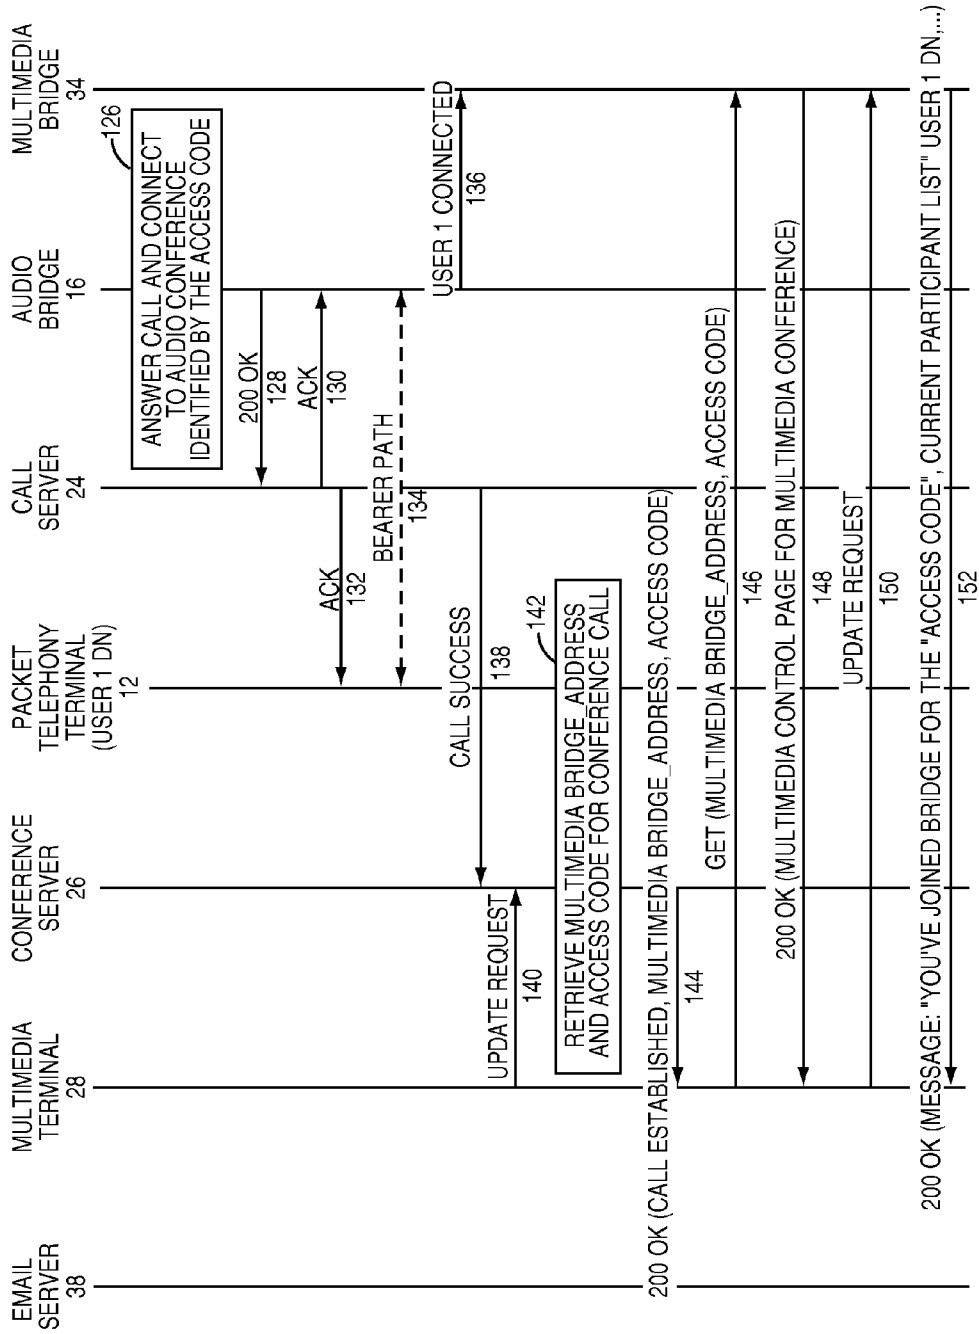 EMAIL
SERVER
38
MULTIMEDIA
TERMINAL
28
CONFERENCE
SERVER
26
PACKET
TELEPHONY
TERMINAL
(USER 1 DN)
12
CALL
SERVER
24
AUDIO
BRIDGE
16
MULTIMEDIA
BRIDGE
34
126
ANSWER CALL AND CONNECT
TO AUDIO CONFERENCE
IDENTIFIED BY THE ACCESS CODE
200 OK
128
ACK
130
ACK
132
BEARER PATH
134
USER 1 CONNECTED
136
CALL SUCCESS
138
UPDATE REQUEST
140
142
RETRIEVE MULTIMEDIA BRIDGE_ADDRESS
AND ACCESS CODE FOR CONFERENCE CALL
200 OK (CALL ESTABLISHED, MULTIMEDIA BRIDGE_ADDRESS, ACCESS CODE)
144
GET (MULTIMEDIA BRIDGE_ADDRESS, ACCESS CODE)
146
200 OK (MULTIMEDIA CONTROL PAGE FOR MULTIMEDIA CONFERENCE)
148
UPDATE REQUEST
150
200 OK (MESSAGE: "YOU'VE JOINED BRIDGE FOR THE "ACCESS CODE", CURRENT PARTICIPANT LIST" USER 1 DN,...)
152